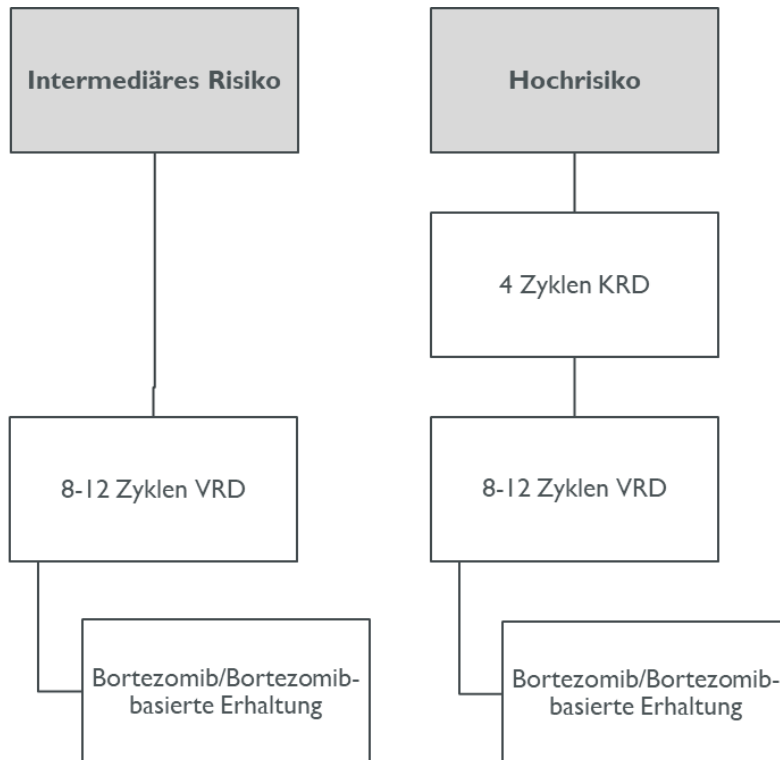 Intermediäres Risiko
8-12 Zyklen VRD
Bortezomib/Bortezomib-
basierte Erhaltung
Hochrisiko
4 Zyklen KRD
8-12 Zyklen VRD
Bortezomib/Bortezomib-
basierte Erhaltung